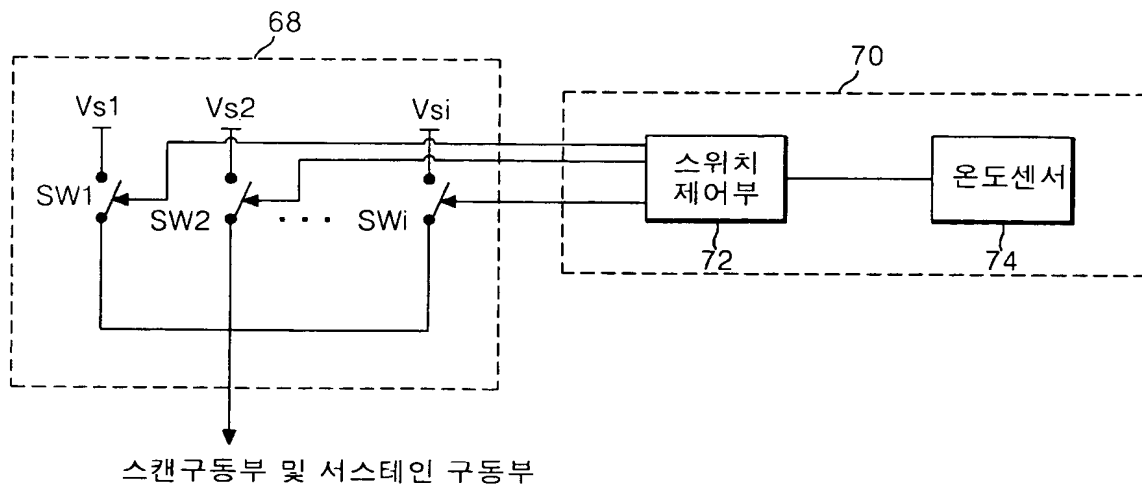 68
70
Vs1
Vs2
Vsi
SW1
SW2
· · ·
SWi
스위치
제어부
온도센서
72
74
스캔구동부 및 서스테인 구동부